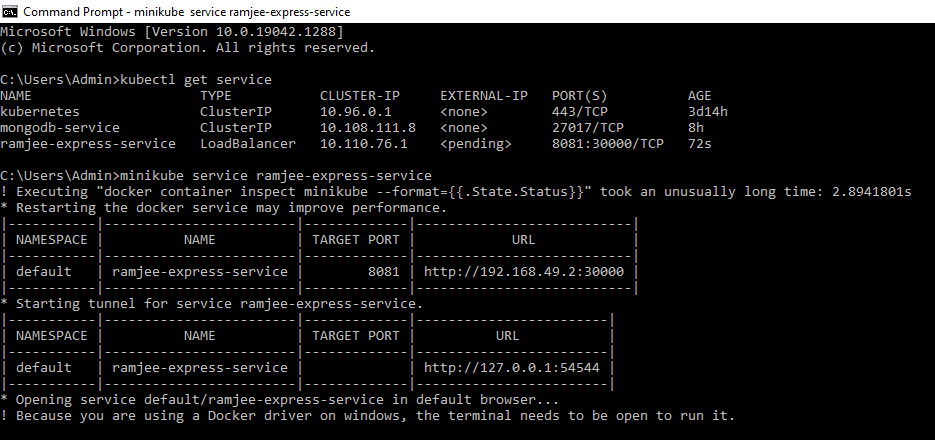 Command Prompt - minikube service ramjee-express-service
Microsoft Windows [Version 10.0.19042.1288]
(c) Microsoft Corporation. All rights reserved.
C:\Users\Admin>kubectl get service
NAME                     TYPE           CLUSTER-IP     EXTERNAL-IP   PORT(S)          AGE
kubernetes               ClusterIP      10.96.0.1      <none>        443/TCP          3d14h
mongodb-service          ClusterIP      10.108.111.8   <none>        27017/TCP        8h
ramjee-express-service   LoadBalancer   10.110.76.1    <pending>     8081:30000/TCP   72s
C:\Users\Admin>minikube service ramjee-express-service
! Executing "docker container inspect minikube --format={{.State.Status}}" took an unusually long time: 2.8941801s
* Restarting the docker service may improve performance.
|-----------|------------------------|-------------|---------------------------|
| NAMESPACE |          NAME          | TARGET PORT |            URL            |
|-----------|------------------------|-------------|---------------------------|
| default   | ramjee-express-service |        8081 | http://192.168.49.2:30000 |
|-----------|------------------------|-------------|---------------------------|
* Starting tunnel for service ramjee-express-service.
|-----------|------------------------|-------------|------------------------|
| NAMESPACE |          NAME          | TARGET PORT |          URL           |
|-----------|------------------------|-------------|------------------------|
| default   | ramjee-express-service |             | http://127.0.0.1:54544 |
|-----------|------------------------|-------------|------------------------|
* Opening service default/ramjee-express-service in default browser...
! Because you are using a Docker driver on windows, the terminal needs to be open to run it.